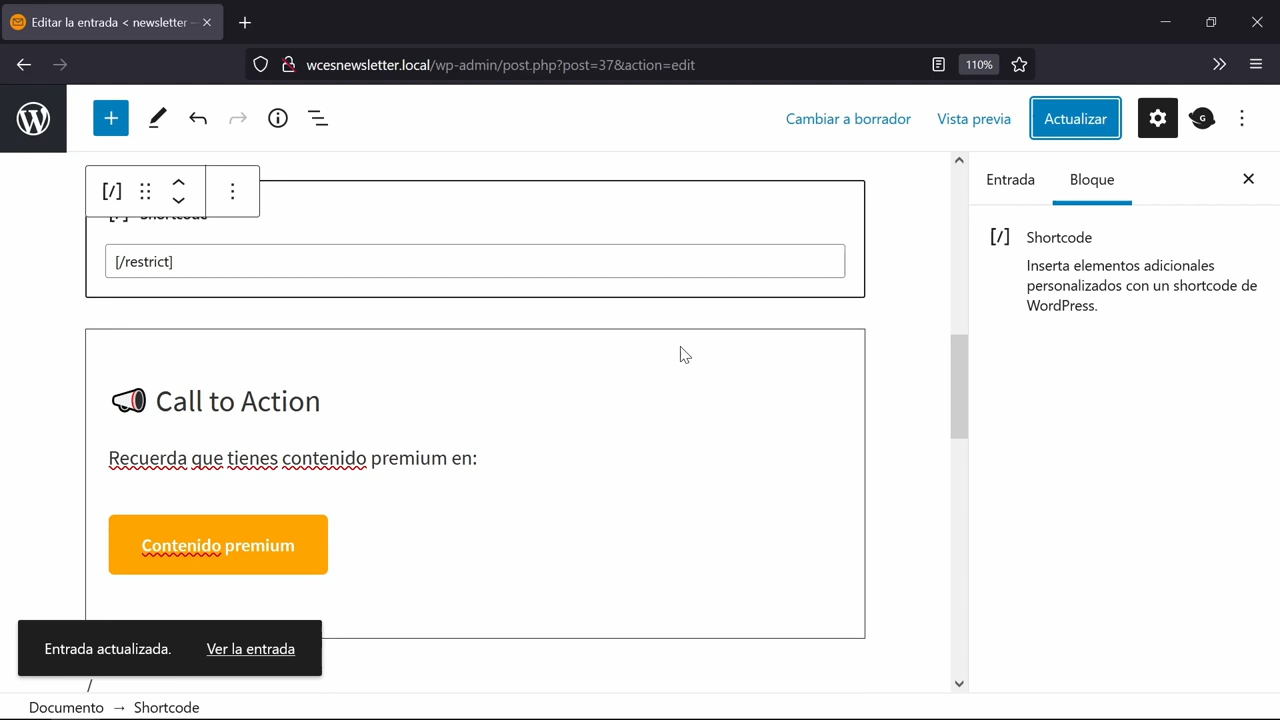 Editar la entrada < newsletter
wcesnewsletter.local/wp-admin/post.php?post=37&action=edit
110%
Cambiar a borrador
Vista previa
Actualizar
G
[/]
Shortcode
[/restrict]
Call to Action
Recuerda que tienes contenido premium en:
Contenido premium
Entrada actualizada.
Ver la entrada
/
Documento → Shortcode
Entrada
Bloque
[/] Shortcode
Inserta elementos adicionales
personalizados con un shortcode de
WordPress.